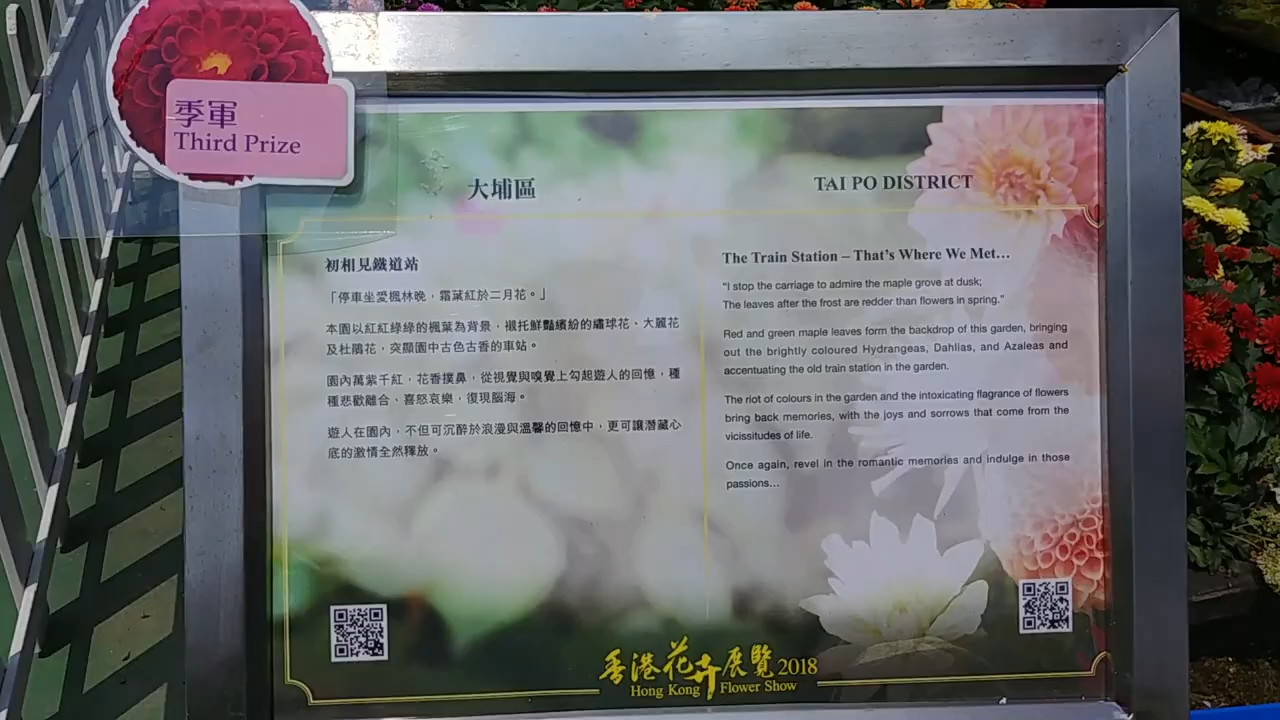 季軍
Third Prize
大埔區
TAI PO DISTRICT
初相見鐵道站
「停車坐愛楓林晚，霜葉紅於二月花。」
本園以紅紅綠綠的楓葉為背景，襯托鮮豔繽紛的繡球花、大麗花
及杜鵑花，突顯園中古色古香的車站。
園內萬紫千紅，花香撲鼻，從視覺與嗅覺上勾起遊人的回憶，種
種悲歡離合、喜怒哀樂，復現腦海。
遊人在園內，不但可沉醉於浪漫與溫馨的回憶中，更可讓潛藏心
底的激情全然釋放。
The Train Station – That's Where We Met…
“I stop the carriage to admire the maple grove at dusk;
The leaves after the frost are redder than flowers in spring.”
Red and green maple leaves form the backdrop of this garden, bringing
out the brightly coloured Hydrangeas, Dahlias, and Azaleas and
accentuating the old train station in the garden.
The riot of colours in the garden and the intoxicating flagrance of flowers
bring back memories, with the joys and sorrows that come from the
vicissitudes of life.
Once again, revel in the romantic memories and indulge in those
passions…
香港花卉展覽2018
Hong Kong Flower Show